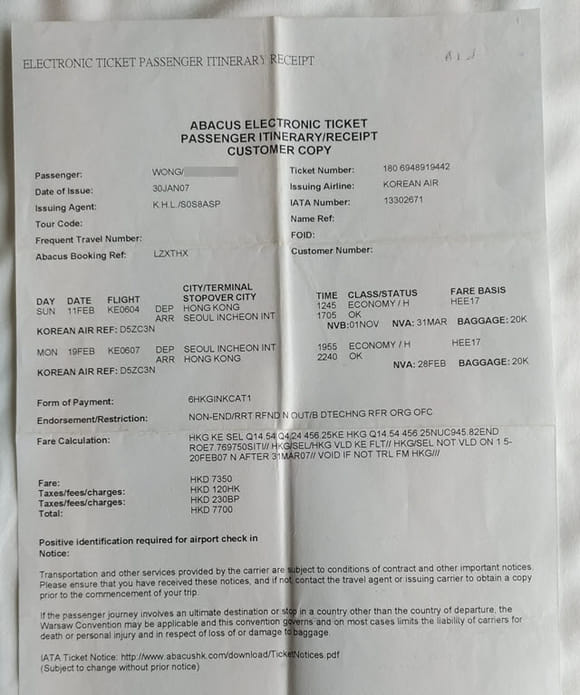 ELECTRONIC TICKET PASSENGER ITINERARY RECEIPT
ABACUS ELECTRONIC TICKET
PASSENGER ITINERARY/RECEIPT
CUSTOMER COPY
Passenger: WONG/ Ticket Number: 180 6948919442
Date of Issue: 30JAN07 Issuing Airline: KOREAN AIR
Issuing Agent: K.H.L./S0S8ASP IATA Number: 13302671
Tour Code: Name Ref:
Frequent Travel Number: FOID:
Abacus Booking Ref: LZXTHX Customer Number:
CITY/TERMINAL
DAY DATE FLIGHT STOPOVER CITY TIME CLASS/STATUS FARE BASIS
SUN 11FEB KE0604 DEP HONG KONG 1245 ECONOMY / H HEE17
ARR SEOUL INCHEON INT 1705 OK
KOREAN AIR REF: D5ZC3N NVB:01NOV NVA: 31MAR BAGGAGE: 20K
MON 19FEB KE0607 DEP SEOUL INCHEON INT 1955 ECONOMY / H HEE17
ARR HONG KONG 2240 OK
KOREAN AIR REF: D5ZC3N NVA: 28FEB BAGGAGE: 20K
Form of Payment: 6HKGINKCAT1
Endorsement/Restriction: NON-END/RRT RFND N OUT/B DTECHNG RFR ORG OFC
Fare Calculation: HKG KE SEL Q14.54 Q4.24 456.25KE HKG Q14.54 456.25NUC945.82END
ROE7.769750SITI// HKG/SEL/HKG VLD KE FLT// HKG/SEL NOT VLD ON 1 5-
20FEB07 N AFTER 31MAR07// VOID IF NOT TRL FM HKG///
Fare: HKD 7350
Taxes/fees/charges: HKD 120HK
Taxes/fees/charges: HKD 230BP
Total: HKD 7700
Positive identification required for airport check in
Notice:
Transportation and other services provided by the carrier are subject to conditions of contract and other important notices.
Please ensure that you have received these notices, and if not contact the travel agent or issuing carrier to obtain a copy
prior to the commencement of your trip.
If the passenger journey involves an ultimate destination or stop in a country other than the country of departure, the
Warsaw Convention may be applicable and this convention governs and on most cases limits the liability of carriers for
death or personal injury and in respect of loss of or damage to baggage.
IATA Ticket Notice: http://www.abacushk.com/download/TicketNotices.pdf
(Subject to change without prior notice)